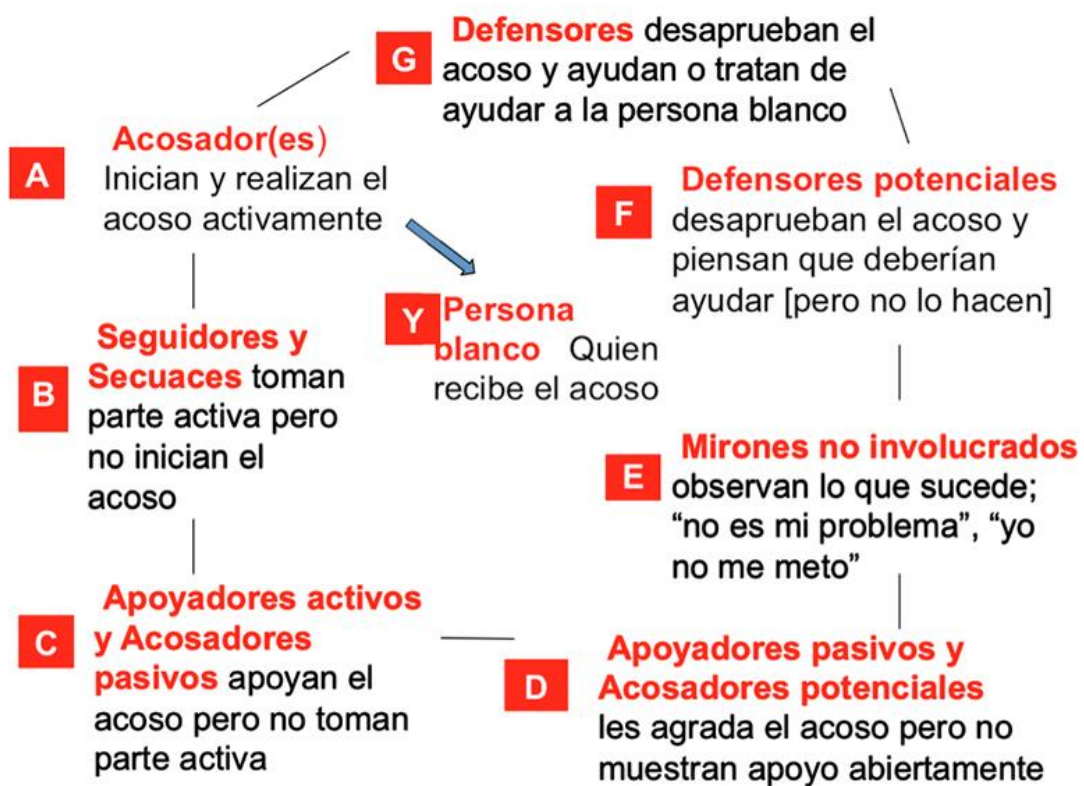 G
Defensores desaprueban el
acoso y ayudan o tratan de
ayudar a la persona blanco
A
Acosador(es)
Inician y realizan el
acoso activamente
F
Defensores potenciales
desaprueban el acoso y
piensan que deberían
ayudar [pero no lo hacen]
Y
Persona
blanco Quien
recibe el acoso
B
Seguidores y
Secuaces toman
parte activa pero
no inician el
acoso
E
Mirones no involucrados
observan lo que sucede;
“no es mi problema”, “yo
no me meto”
C
Apoyadores activos
y Acosadores
pasivos apoyan el
acoso pero no toman
parte activa
D
Apoyadores pasivos y
Acosadores potenciales
les agrada el acoso pero no
muestran apoyo abiertamente